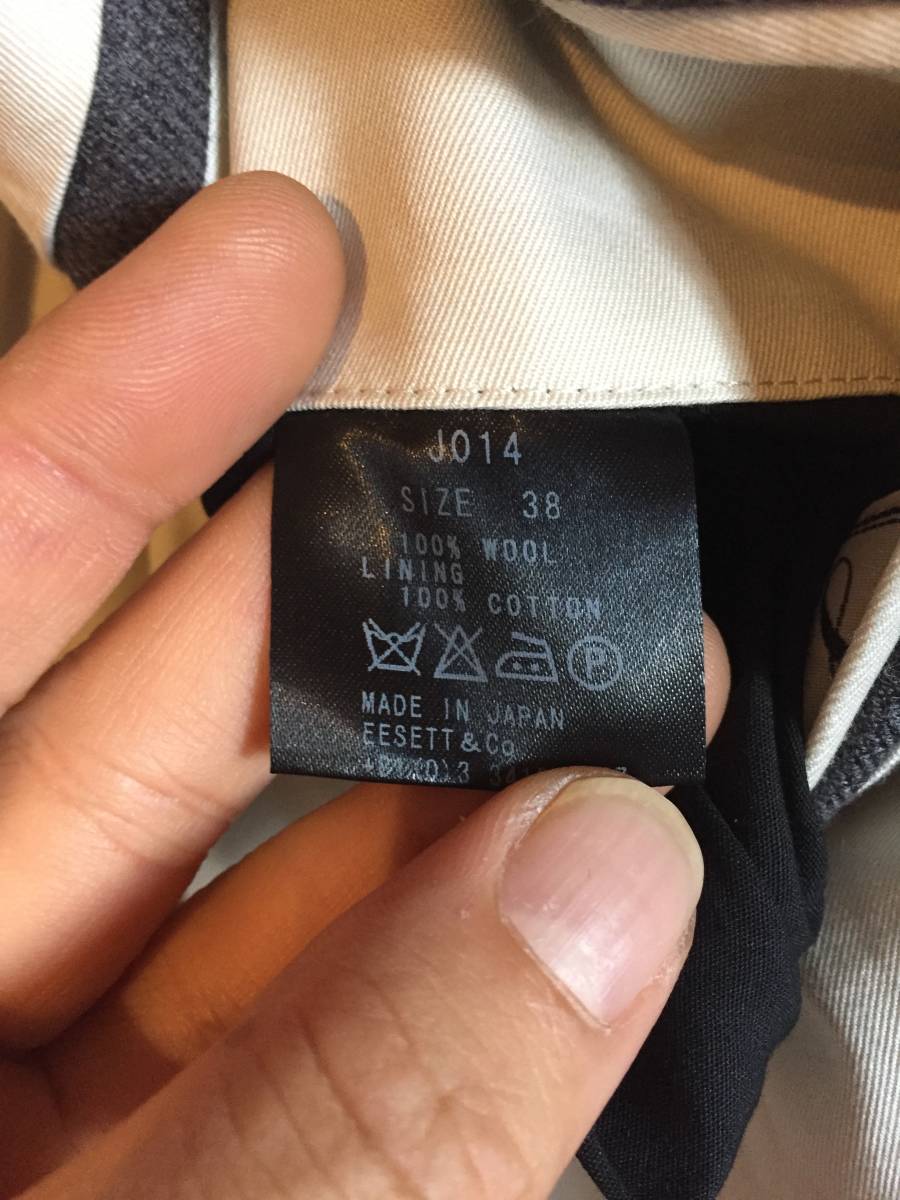 J014
SIZE 38
100% WOOL
LINING
100% COTTON
P
MADE IN JAPAN
EESETT&Co